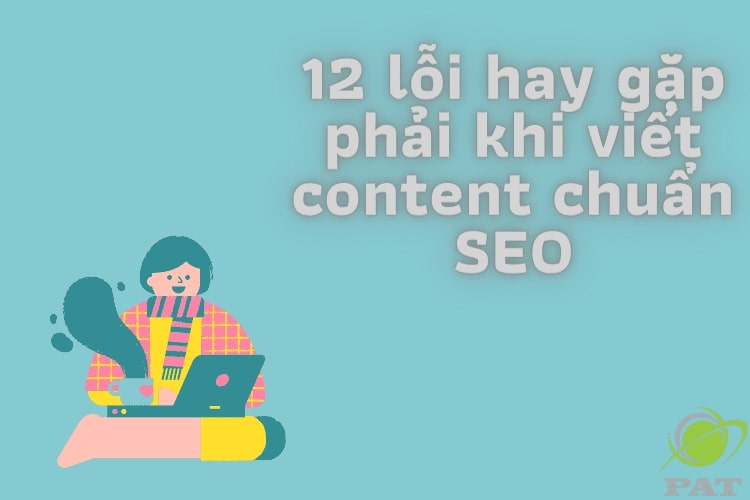 12 lỗi hay gặp
phải khi viết
content chuẩn
SEO
PAT